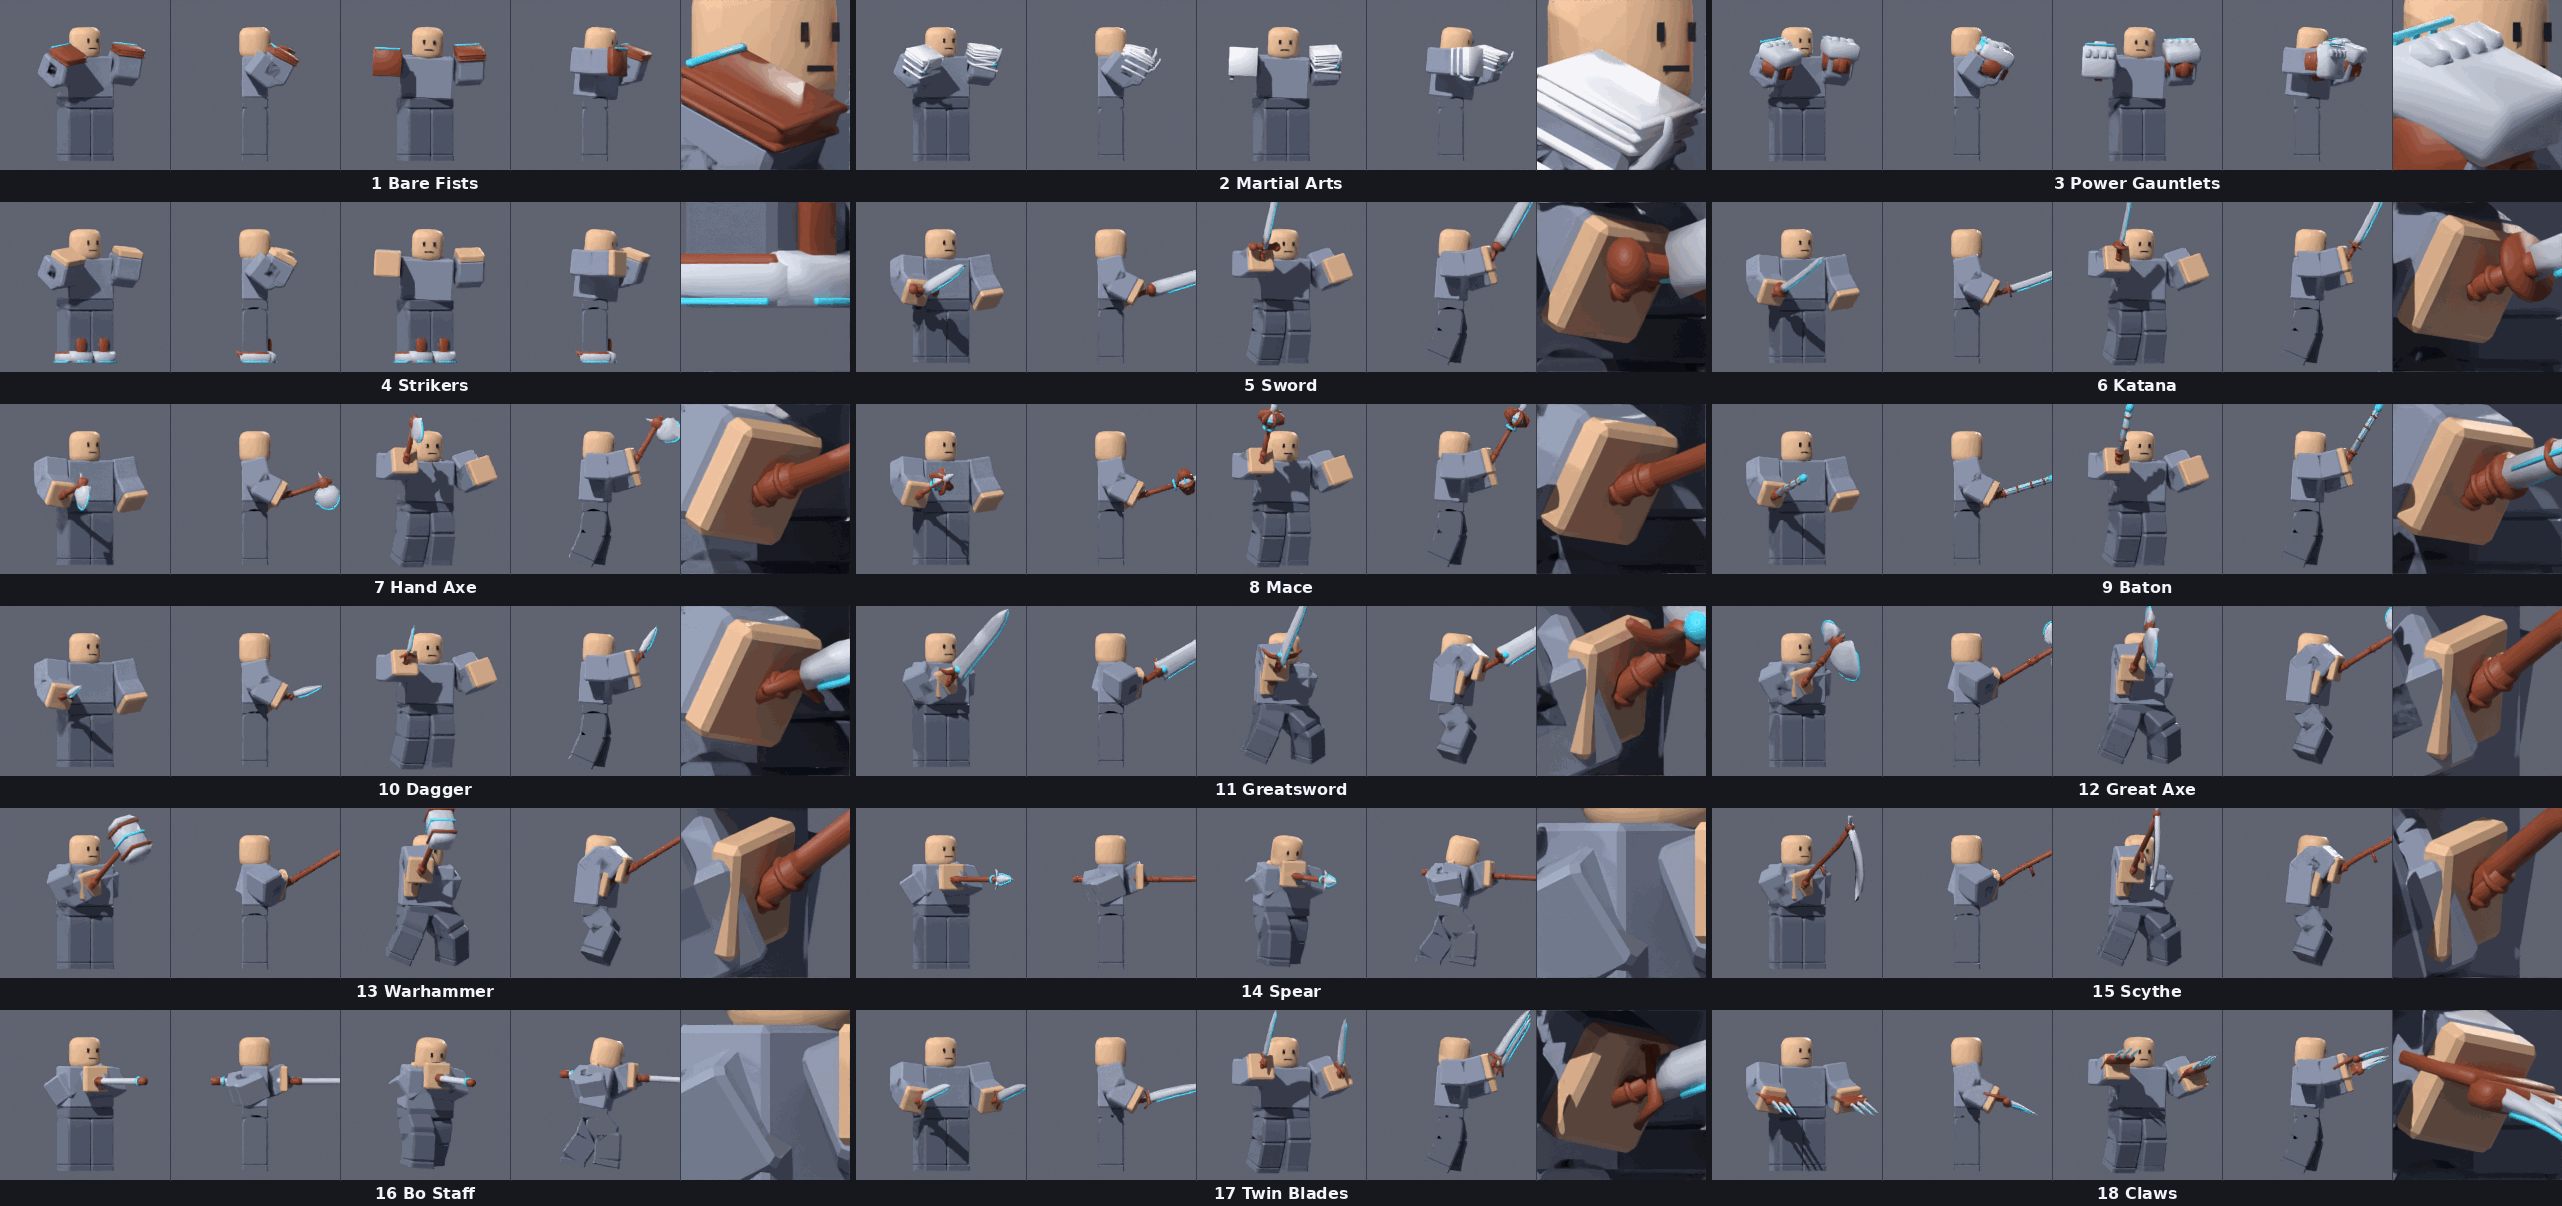 1 Bare Fists
2 Martial Arts
3 Power Gauntlets
4 Strikers
5 Sword
6 Katana
7 Hand Axe
8 Mace
9 Baton
10 Dagger
11 Greatsword
12 Great Axe
13 Warhammer
14 Spear
15 Scythe
16 Bo Staff
17 Twin Blades
18 Claws